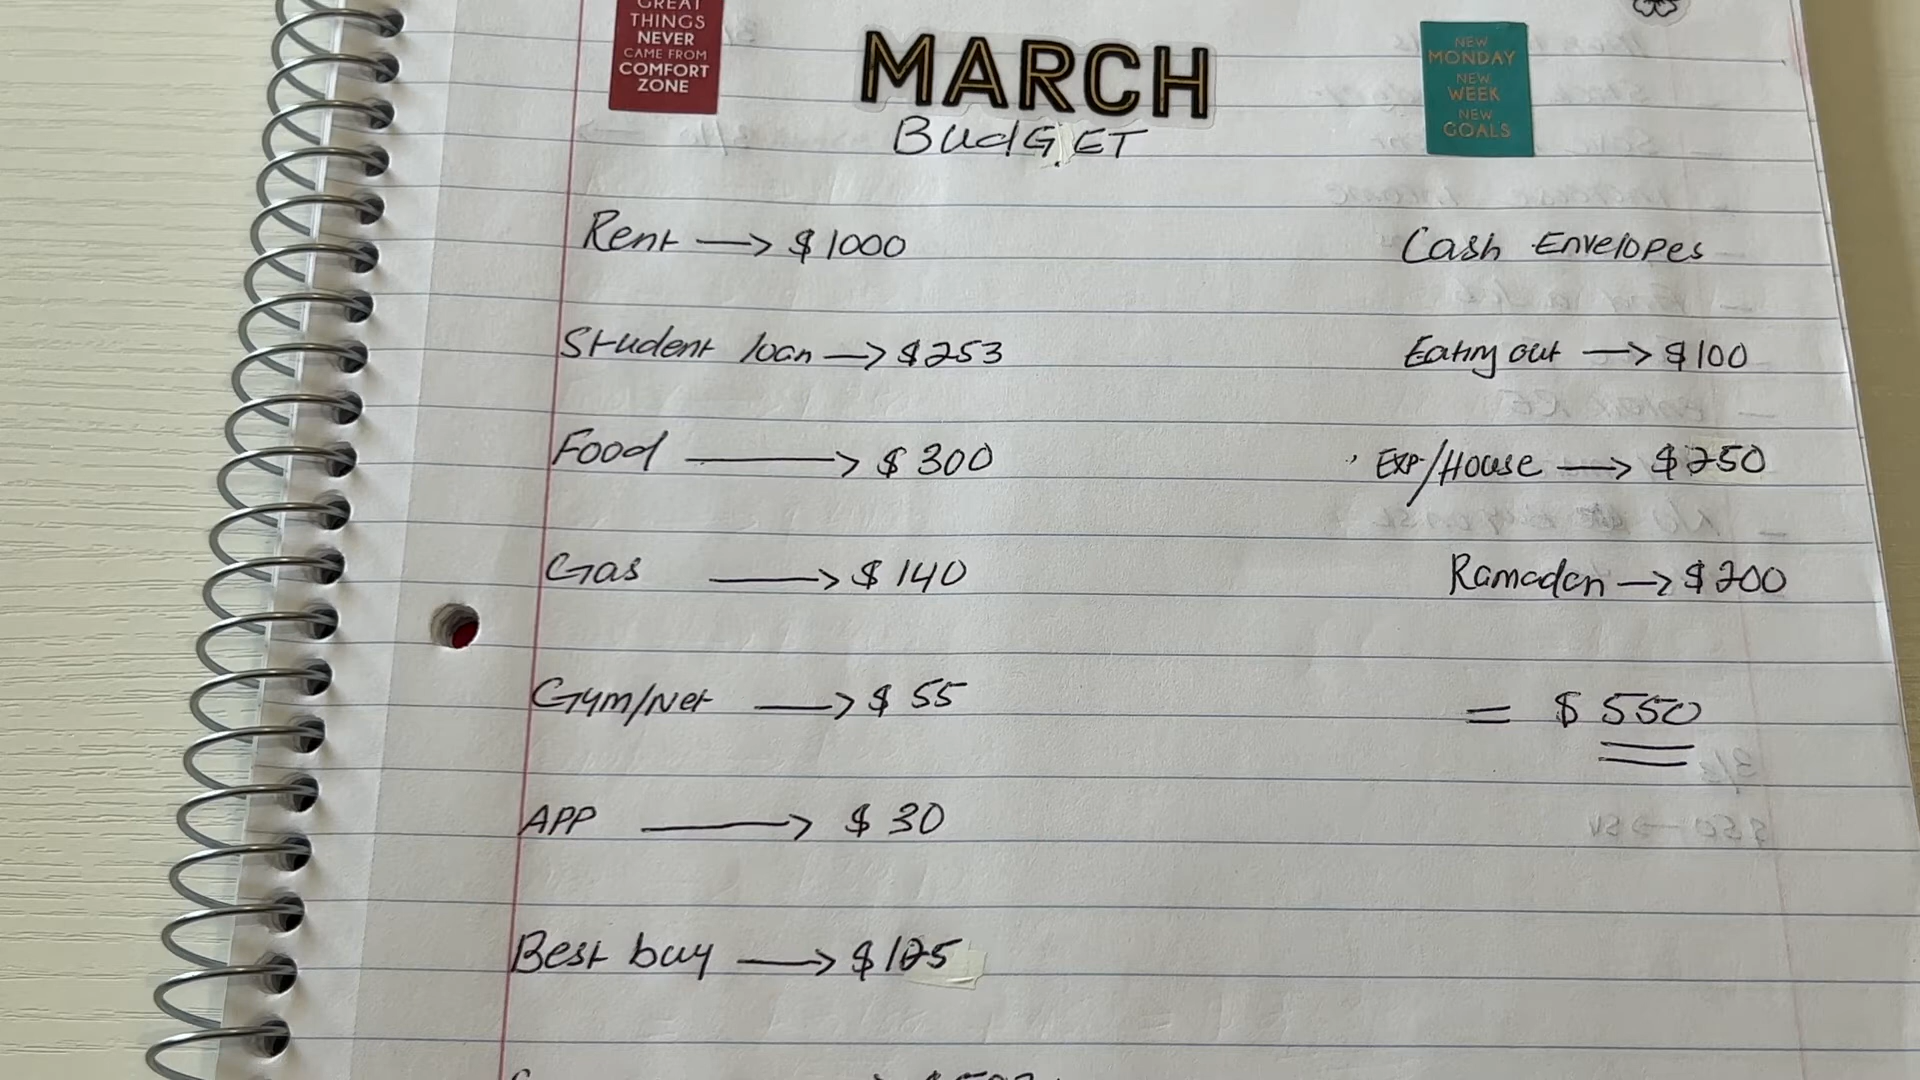 GREAT
THINGS
NEVER
CAME FROM
COMFORT
ZONE
MARCH
BudGET
NEW
MONDAY
NEW
WEEK
NEW
GOALS
Rent → $1000
Student loan → $253
Food → $300
Gas → $140
Gym/Net → $55
APP → $30
Best buy → $125
Cash Envelopes
Eating out → $100
Exp/House → $250
Ramadan → $200
= $550